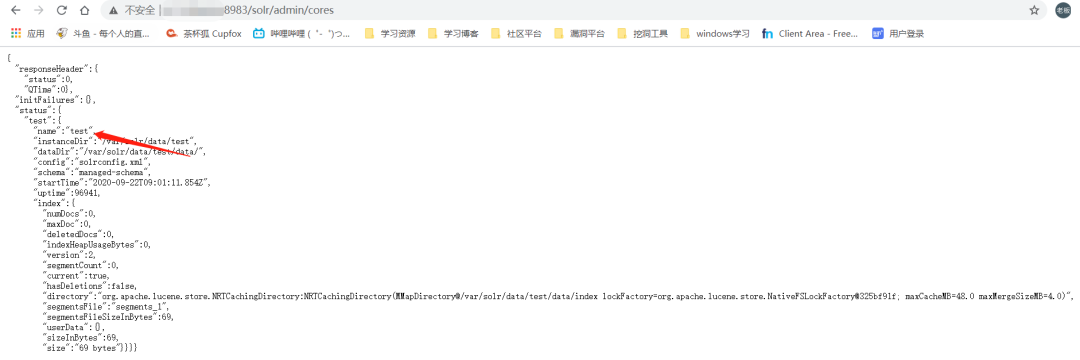 不安全 | 8983/solr/admin/cores
老板
应用 斗鱼 - 每个人的直... 茶杯狐 Cupfox 哔哩哔哩 (゜-゜)つ... 学习资源 学习博客 社区平台 漏洞平台 挖洞工具 windows学习 Client Area - Free... 用户登录
{
"responseHeader":{
"status":0,
"QTime":0},
"initFailures":{},
"status":{
"test":{
"name":"test",
"instanceDir":"/var/solr/data/test",
"dataDir":"/var/solr/data/test/data/",
"config":"solrconfig.xml",
"schema":"managed-schema",
"startTime":"2020-09-22T09:01:11.854Z",
"uptime":96941,
"index":{
"numDocs":0,
"maxDoc":0,
"deletedDocs":0,
"indexHeapUsageBytes":0,
"version":2,
"segmentCount":0,
"current":true,
"hasDeletions":false,
"directory":"org.apache.lucene.store.NRTCachingDirectory:NRTCachingDirectory(MMapDirectory@/var/solr/data/test/data/index lockFactory=org.apache.lucene.store.NativeFSLockFactory@325bf91f; maxCacheMB=48.0 maxMergeSizeMB=4.0)",
"segmentsFile":"segments_1",
"segmentsFileSizeInBytes":69,
"userData":{},
"sizeInBytes":69,
"size":"69 bytes"}}}}